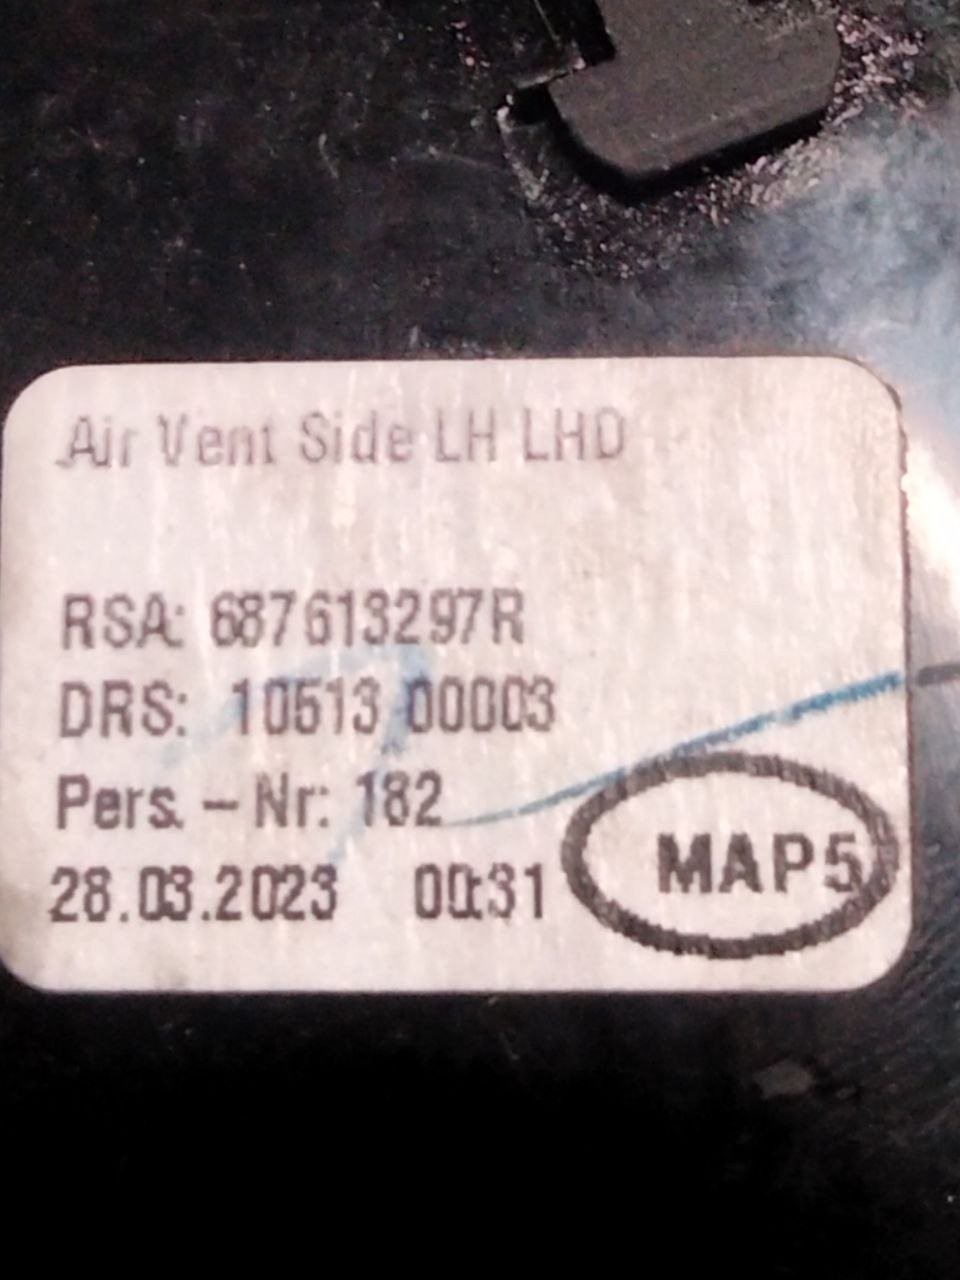 Air Vent Side LH LHD
RSA: 687613297R
DRS: 10513 00003
Pers. - Nr: 182
28.03.2023 00:31
MAP5